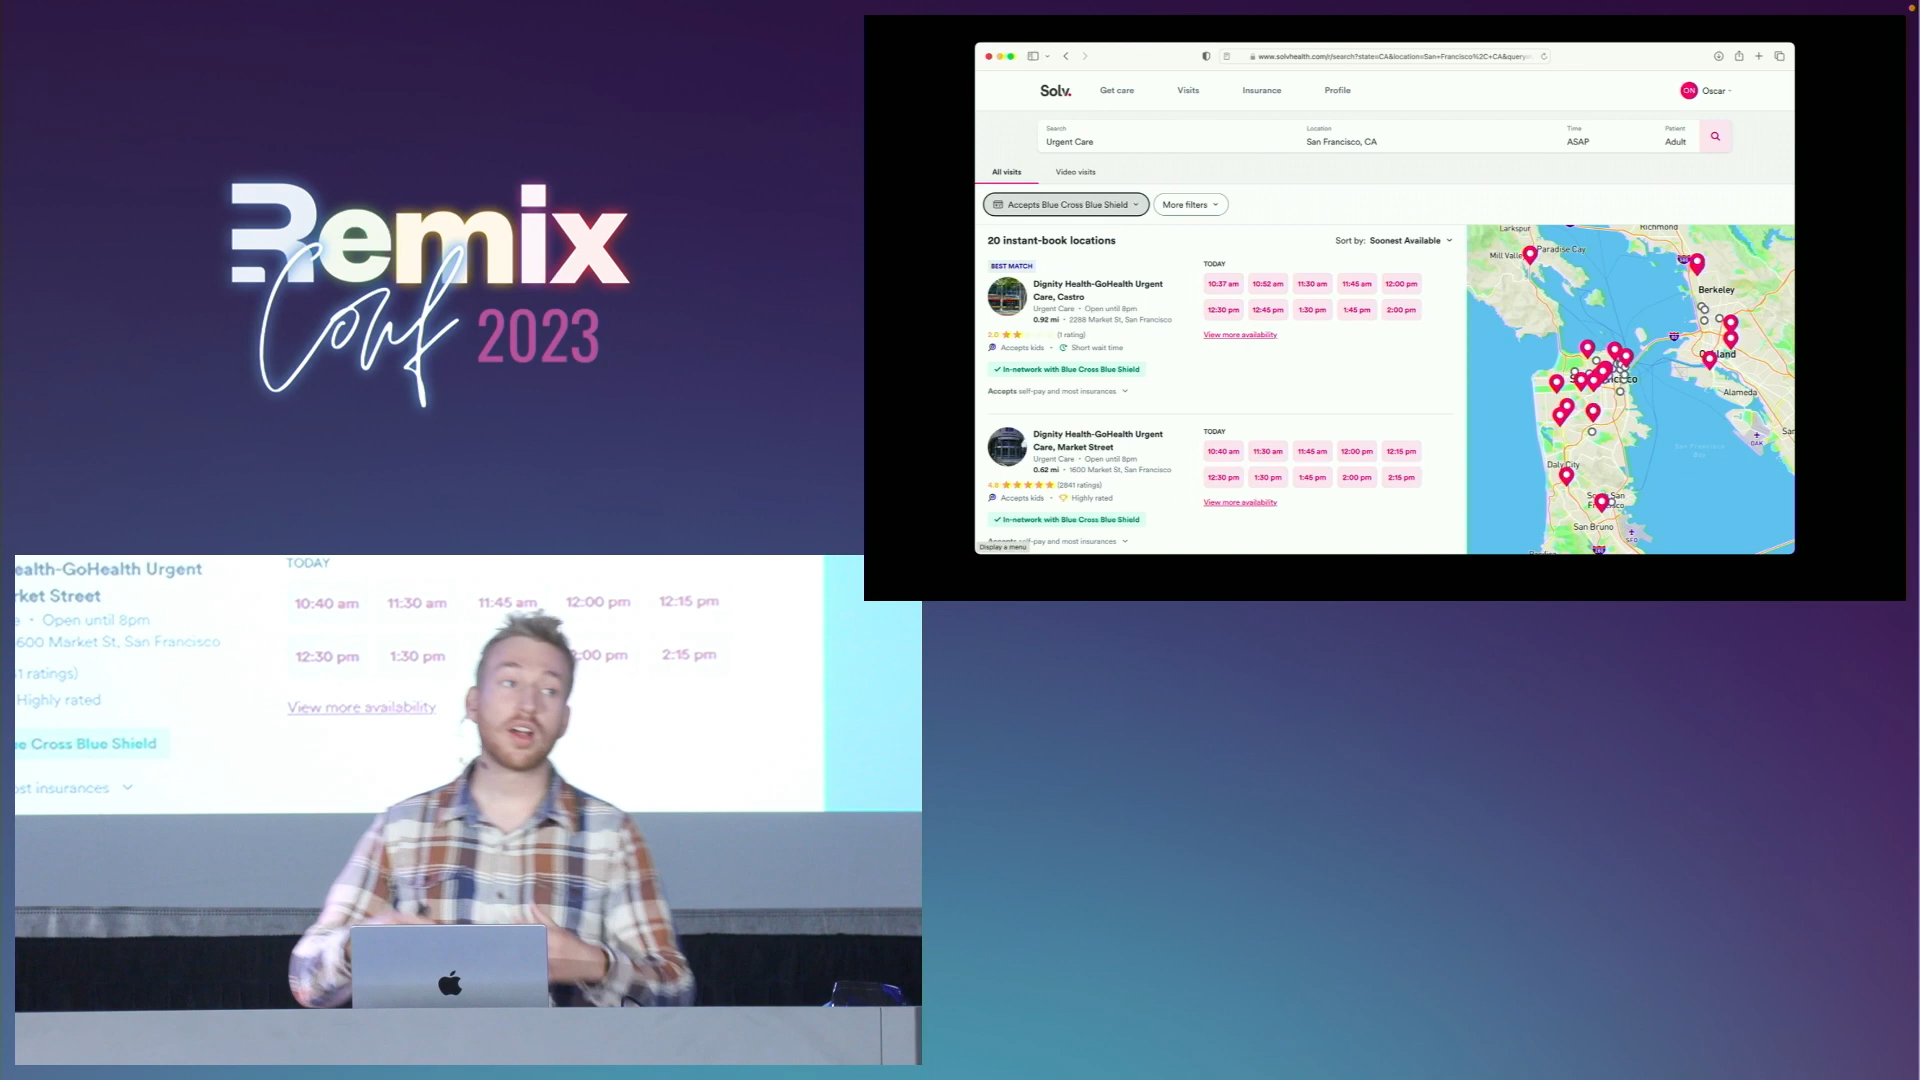 Remix
Conf 2023
www.solvhealth.com/r/search?state=CA&location=San+Francisco%2C+CA&query=
Solv.
Get care
Visits
Insurance
Profile
ON
Oscar
Search
Urgent Care
Location
San Francisco, CA
Time
ASAP
Patient
Adult
All visits
Video visits
Accepts Blue Cross Blue Shield
More filters
20 instant-book locations
Sort by: Soonest Available
BEST MATCH
Dignity Health-GoHealth Urgent
Care, Castro
Urgent Care • Open until 8pm
0.92 mi • 2288 Market St, San Francisco
2.0
(1 rating)
Accepts kids • Short wait time
✓ In-network with Blue Cross Blue Shield
Accepts self-pay and most insurances
TODAY
10:37 am 10:52 am 11:30 am 11:45 am 12:00 pm
12:30 pm 12:45 pm 1:30 pm 1:45 pm 2:00 pm
View more availability
Dignity Health-GoHealth Urgent
Care, Market Street
Urgent Care • Open until 8pm
0.62 mi • 1600 Market St, San Francisco
4.8
(2841 ratings)
Accepts kids • Highly rated
✓ In-network with Blue Cross Blue Shield
Accepts self-pay and most insurances
Display a menu
TODAY
10:40 am 11:30 am 11:45 am 12:00 pm 12:15 pm
12:30 pm 1:30 pm 1:45 pm 2:00 pm 2:15 pm
View more availability
Larkspur
Richmond
Paradise Cay
Mill Valley
Berkeley
Alameda
San Francisco
Bay
OAK
Daly City
San Bruno
SFO
ealth-GoHealth Urgent
rket Street
e • Open until 8pm
600 Market St, San Francisco
1 ratings)
Highly rated
e Cross Blue Shield
ost insurances
TODAY
10:40 am 11:30 am 11:45 am 12:00 pm 12:15 pm
12:30 pm 1:30 pm :00 pm 2:15 pm
View more availability